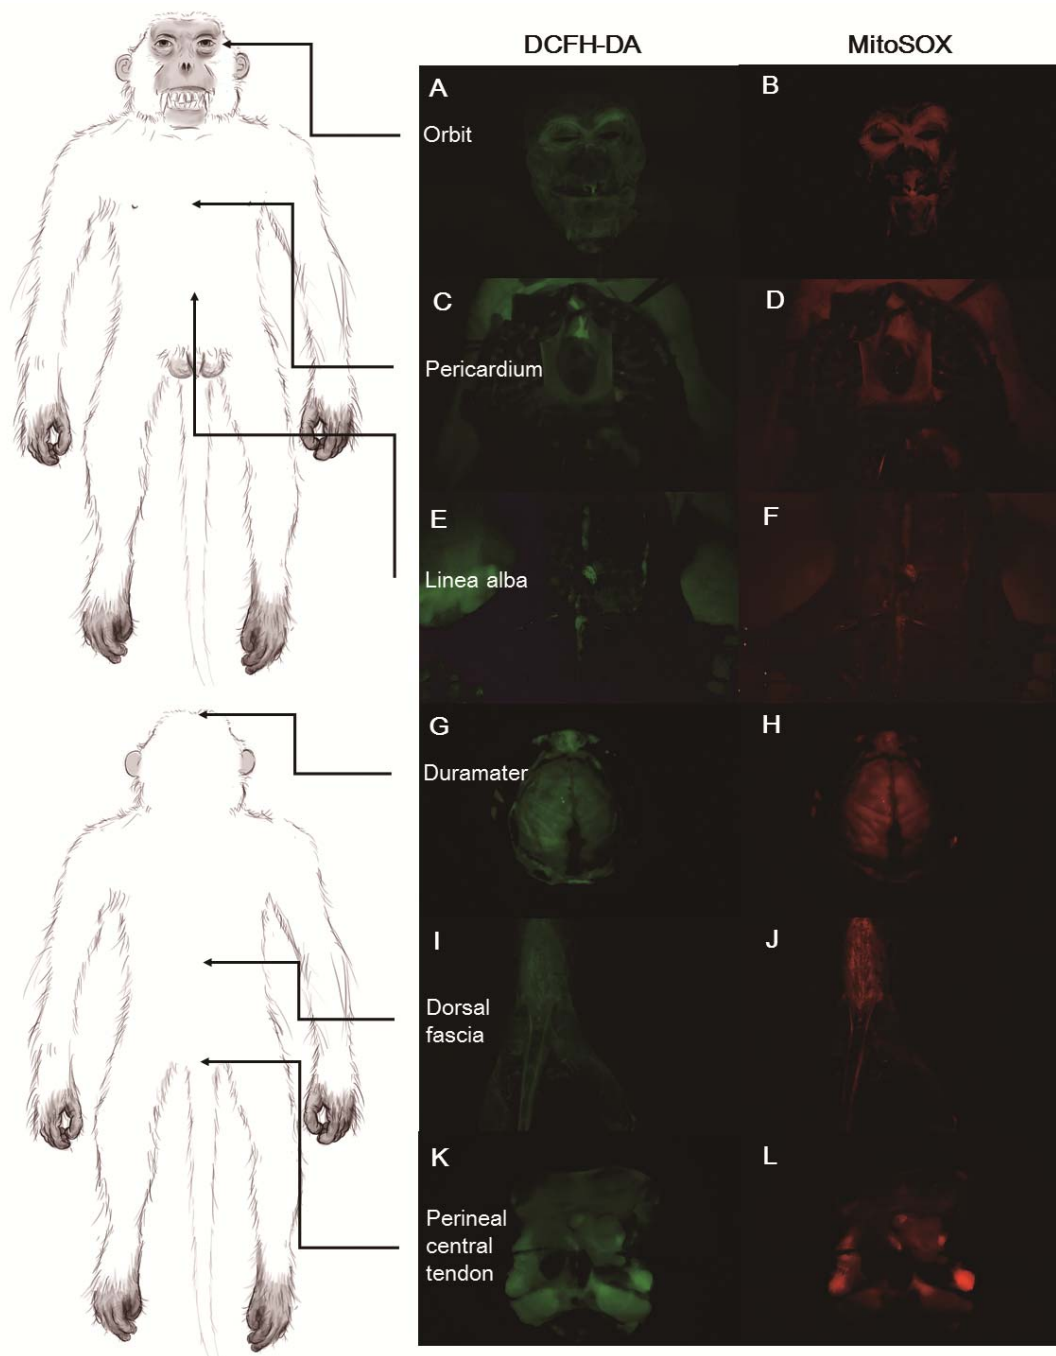 DCFH-DA
MitoSOX
A
B
Orbit
C
D
Pericardium
E
F
Linea alba
G
H
Duramater
I
J
Dorsal
fascia
K
L
Perineal
central
tendon